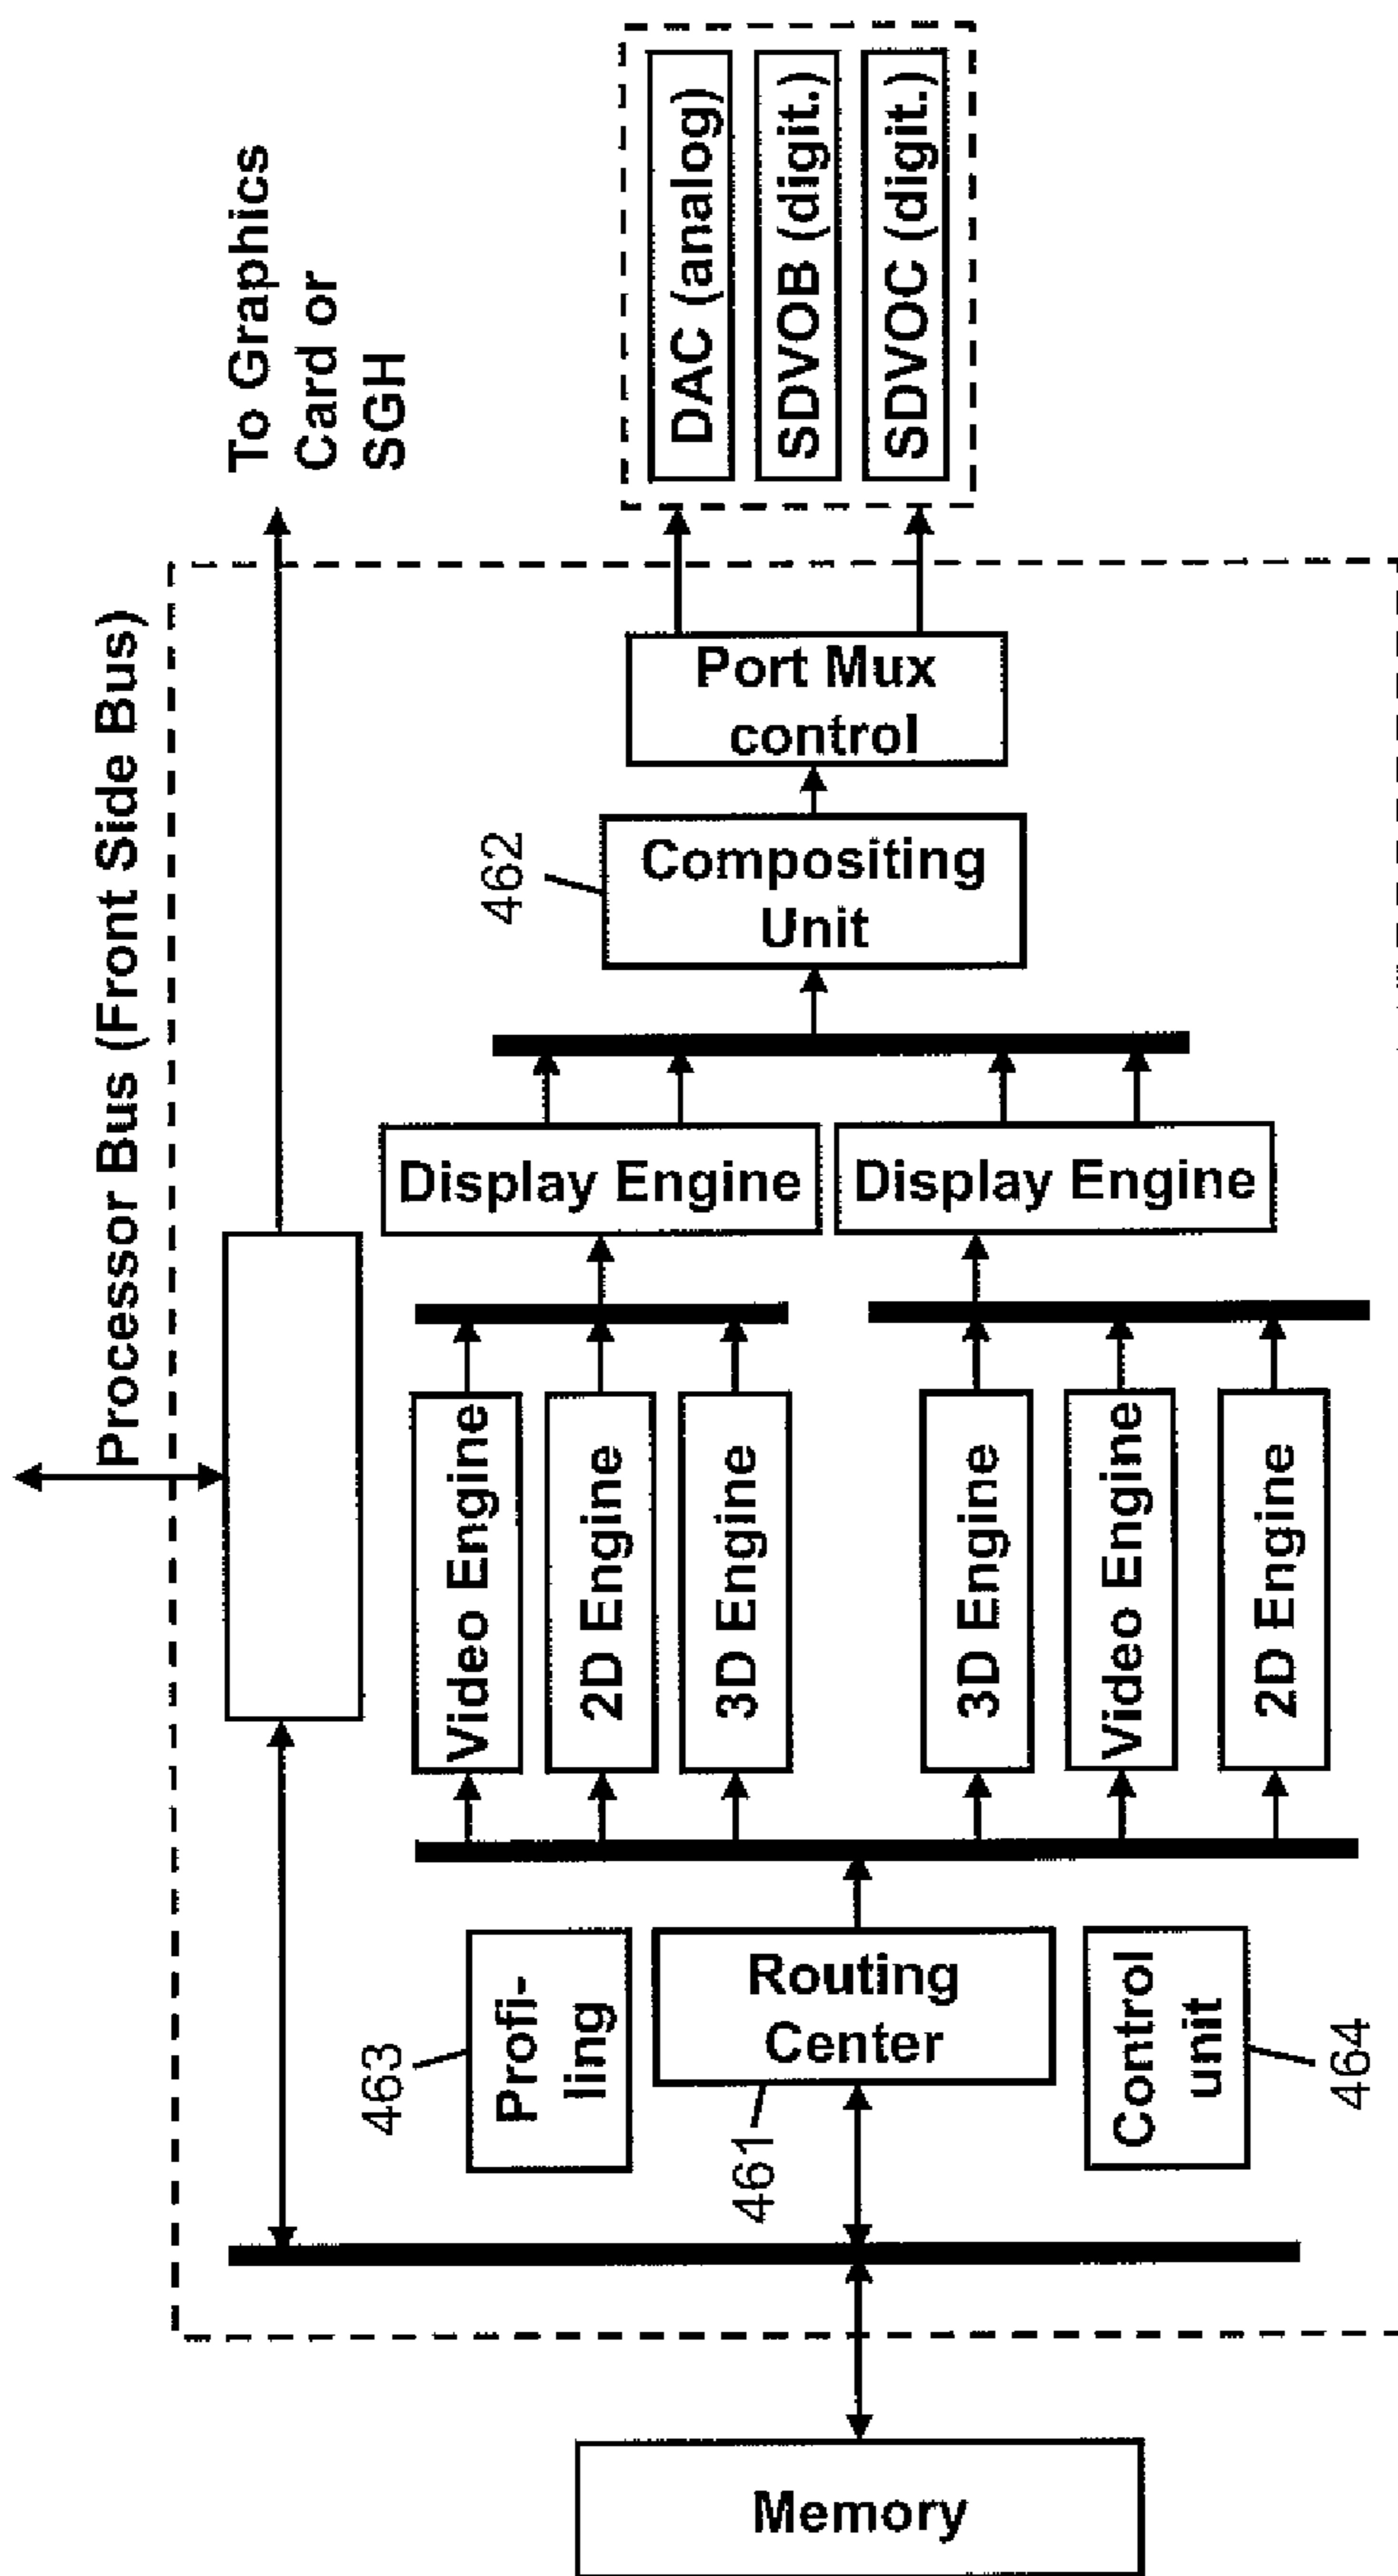 Processor Bus (Front Side Bus)
To Graphics
Card or
SGH
DAC (analog)
SDVOB (digit.)
SDVOC (digit.)
Port Mux
control
462
Compositing
Unit
Display Engine
Display Engine
Video Engine
2D Engine
3D Engine
3D Engine
Video Engine
2D Engine
463
Profi-
ling
461
Routing
Center
Control
unit
464
Memory